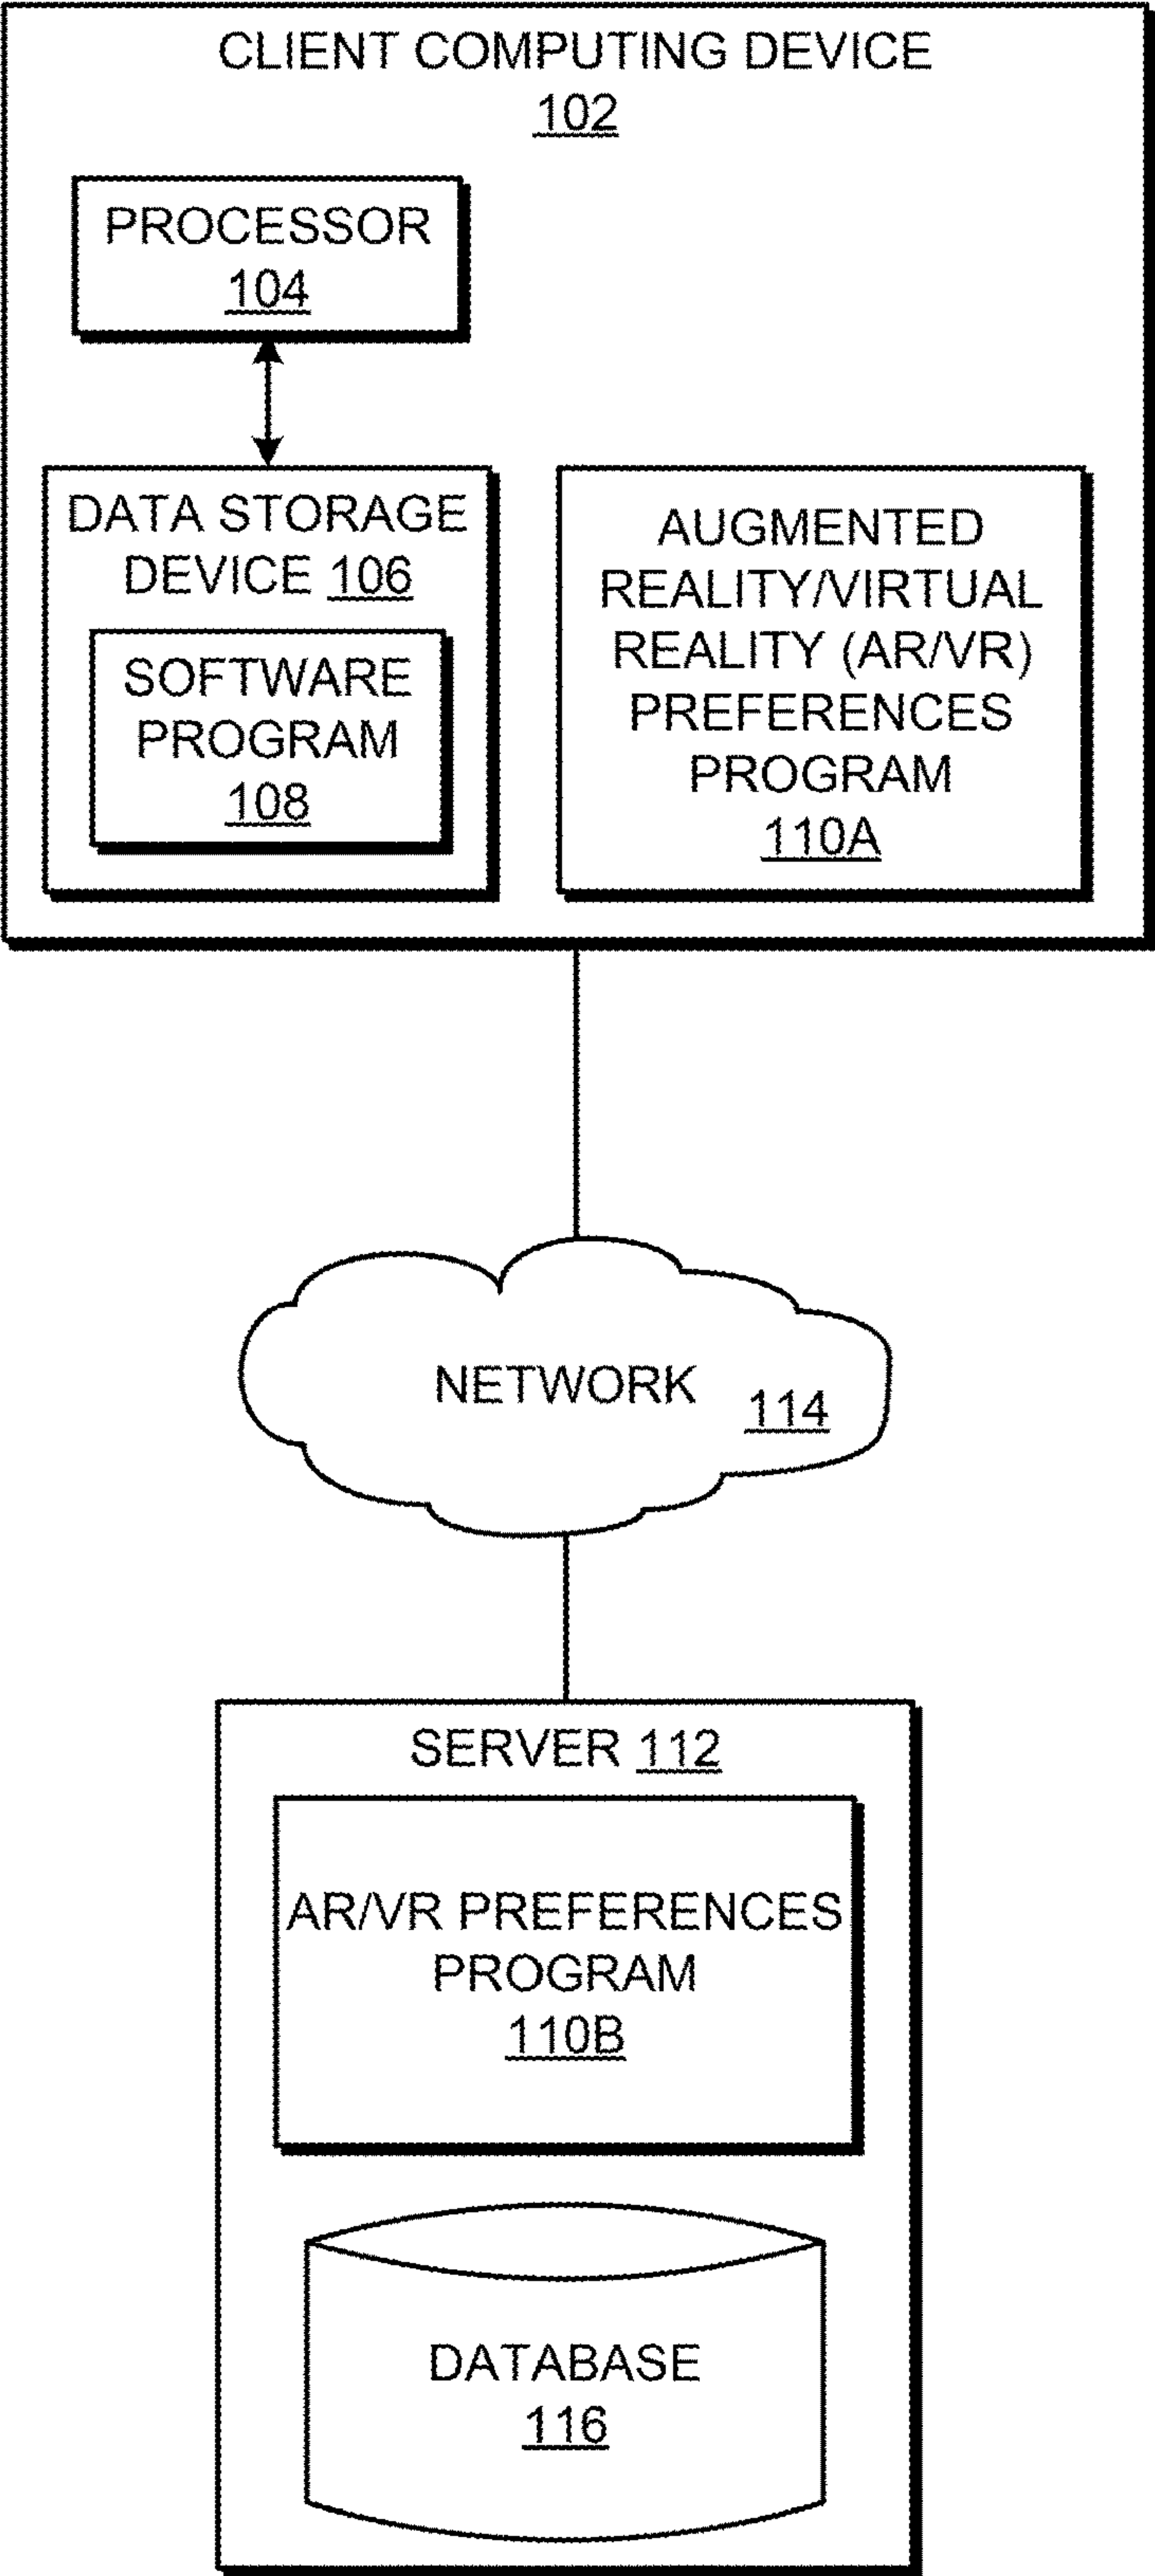 CLIENT COMPUTING DEVICE
102
PROCESSOR
104
DATA STORAGE
DEVICE 106
SOFTWARE
PROGRAM
108
AUGMENTED
REALITY/VIRTUAL
REALITY (AR/VR)
PREFERENCES
PROGRAM
110A
NETWORK 114
SERVER 112
AR/VR PREFERENCES
PROGRAM
110B
DATABASE
116